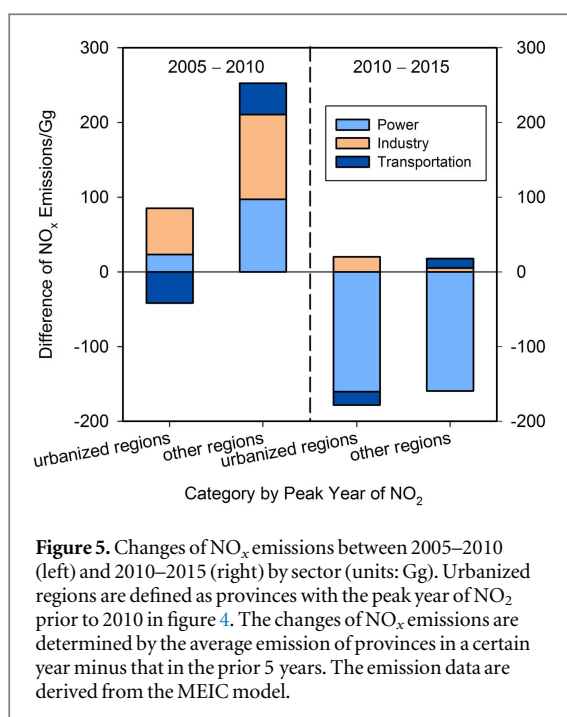 300
300
2005 – 2010
2010 – 2015
200
200
Power
Industry
Transportation
100
100
Difference of NOx Emissions/Gg
0
0
-100
-100
-200
-200
urbanized regions
other regions
urbanized regions
other regions
Category by Peak Year of NO2
Figure 5. Changes of NOx emissions between 2005–2010
(left) and 2010–2015 (right) by sector (units: Gg). Urbanized
regions are defined as provinces with the peak year of NO2
prior to 2010 in figure 4. The changes of NOx emissions are
determined by the average emission of provinces in a certain
year minus that in the prior 5 years. The emission data are
derived from the MEIC model.